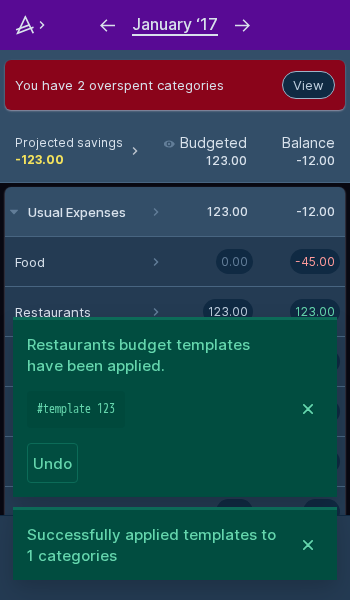 January ‘17
You have 2 overspent categories
View
Projected savings
-123.00
Budgeted
123.00
Balance
-12.00
Usual Expenses
123.00
-12.00
Food
0.00
-45.00
Restaurants
123.00
123.00
Restaurants budget templates
have been applied.
#template 123
Undo
Successfully applied templates to
1 categories